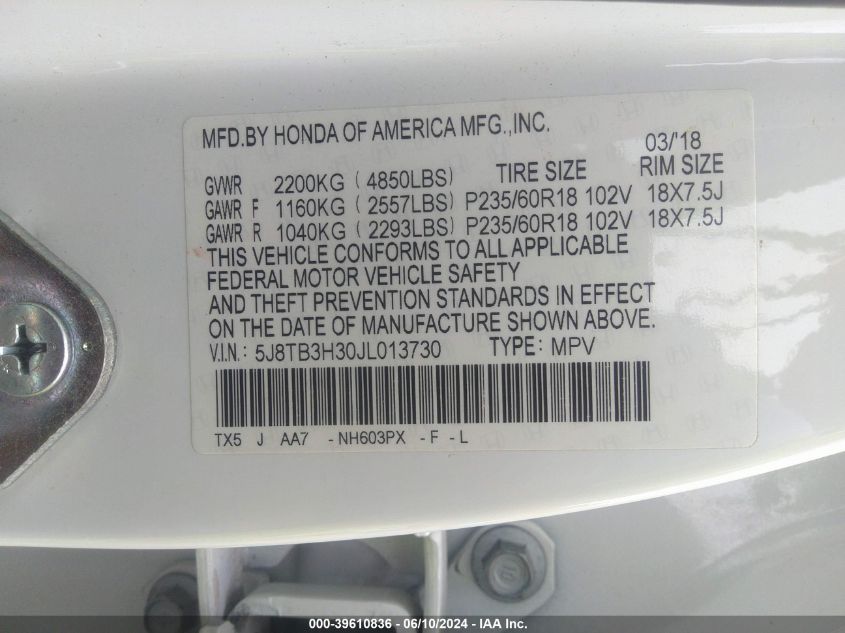 MFD.BY HONDA OF AMERICA MFG.,INC.
03/'18
GVWR 2200KG ( 4850LBS) TIRE SIZE RIM SIZE
GAWR F 1160KG ( 2557LBS) P235/60R18 102V 18X7.5J
GAWR R 1040KG ( 2293LBS) P235/60R18 102V 18X7.5J
THIS VEHICLE CONFORMS TO ALL APPLICABLE
FEDERAL MOTOR VEHICLE SAFETY
AND THEFT PREVENTION STANDARDS IN EFFECT
ON THE DATE OF MANUFACTURE SHOWN ABOVE.
V.I.N.: 5J8TB3H30JL013730 TYPE: MPV
TX5 J AA7 -NH603PX -F -L
000-39610836 - 06/10/2024 - IAA Inc.